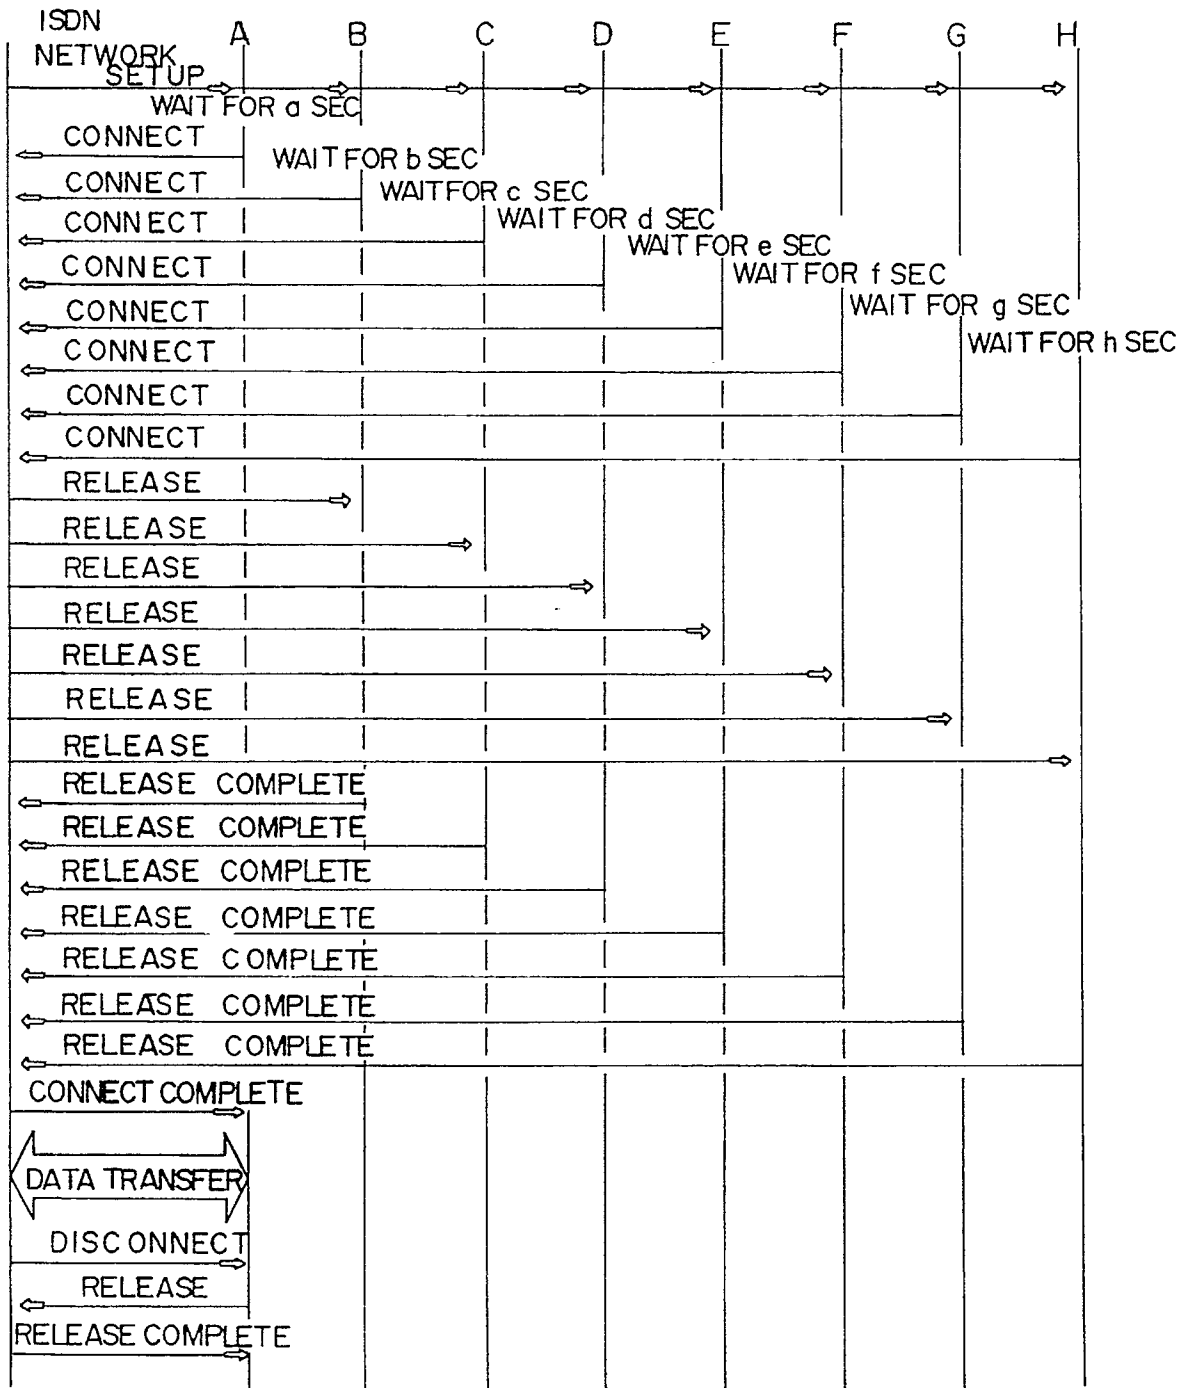 ISDN
NETWORK
A B C D E F G H
SETUP
WAIT FOR a SEC
CONNECT
WAIT FOR b SEC
CONNECT
WAIT FOR c SEC
CONNECT
WAIT FOR d SEC
WAIT FOR e SEC
CONNECT
WAIT FOR f SEC
CONNECT
WAIT FOR g SEC
CONNECT
WAIT FOR h SEC
CONNECT
CONNECT
RELEASE
RELEASE
RELEASE
RELEASE
RELEASE
RELEASE
RELEASE
RELEASE COMPLETE
RELEASE COMPLETE
RELEASE COMPLETE
RELEASE COMPLETE
RELEASE COMPLETE
RELEASE COMPLETE
RELEASE COMPLETE
CONNECT COMPLETE
DATA TRANSFER
DISCONNECT
RELEASE
RELEASE COMPLETE